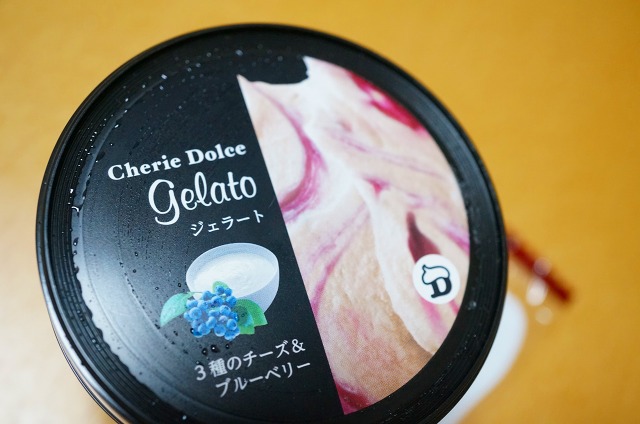 Cherie Dolce
gelato
ジェラート
3種のチーズ&
ブルーベリー
D